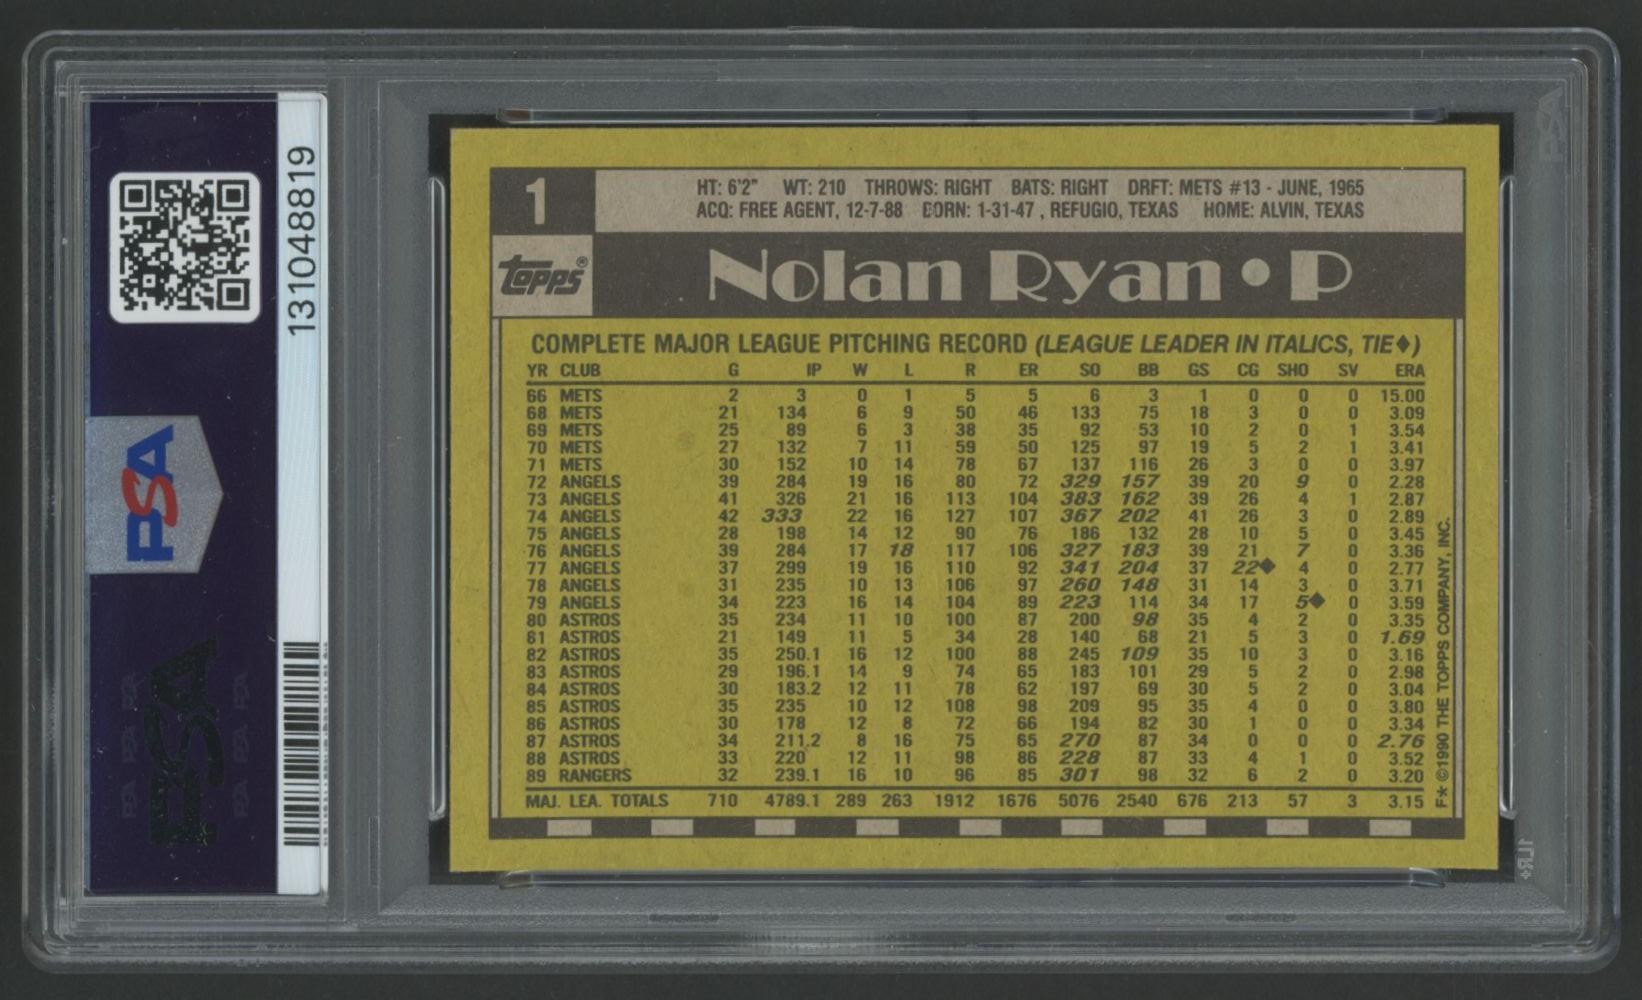 131048819
PSA
PSA
1
HT: 6'2" WT: 210 THROWS: RIGHT BATS: RIGHT DRFT: METS #13 - JUNE, 1965
ACQ: FREE AGENT, 12-7-88 BORN: 1-31-47 , REFUGIO, TEXAS HOME: ALVIN, TEXAS
topps®
Nolan Ryan • P
COMPLETE MAJOR LEAGUE PITCHING RECORD (LEAGUE LEADER IN ITALICS, TIE♦)
YR CLUB G IP W L R ER SO BB GS CG SHO SV ERA
66 METS 2 3 0 1 5 5 6 3 1 0 0 0 15.00
68 METS 21 134 6 9 50 46 133 75 18 3 0 0 3.09
69 METS 25 89 6 3 38 35 92 53 10 2 0 1 3.54
70 METS 27 132 7 11 59 50 125 97 19 5 2 1 3.41
71 METS 30 152 10 14 78 67 137 116 26 3 0 0 3.97
72 ANGELS 39 284 19 16 80 72 329 157 39 20 9 0 2.28
73 ANGELS 41 326 21 16 113 104 383 162 39 26 4 1 2.87
74 ANGELS 42 333 22 16 127 107 367 202 41 26 3 0 2.89
75 ANGELS 28 198 14 12 90 76 186 132 28 10 5 0 3.45
76 ANGELS 39 284 17 18 117 106 327 183 39 21 7 0 3.36
77 ANGELS 37 299 19 16 110 92 341 204 37 22♦ 4 0 2.77
78 ANGELS 31 235 10 13 106 97 260 148 31 14 3 0 3.71
79 ANGELS 34 223 16 14 104 89 223 114 34 17 5♦ 0 3.59
80 ASTROS 35 234 11 10 100 87 200 98 35 4 2 0 3.35
81 ASTROS 21 149 11 5 34 28 140 68 21 5 3 0 1.69
82 ASTROS 35 250.1 16 12 100 88 245 109 35 10 3 0 3.16
83 ASTROS 29 196.1 14 9 74 65 183 101 29 5 2 0 2.98
84 ASTROS 30 183.2 12 11 78 62 197 69 30 5 2 0 3.04
85 ASTROS 35 235 10 12 108 98 209 95 35 4 0 0 3.80
86 ASTROS 30 178 12 8 72 66 194 82 30 1 0 0 3.34
87 ASTROS 34 211.2 8 16 75 65 270 87 34 0 0 0 2.76
88 ASTROS 33 220 12 11 98 86 228 87 33 4 1 0 3.52
89 RANGERS 32 239.1 16 10 96 85 301 98 32 6 2 0 3.20
MAJ. LEA. TOTALS 710 4789.1 289 263 1912 1676 5076 2540 676 213 57 3 3.15
F* ©1990 THE TOPPS COMPANY, INC.
PSA
1LR+